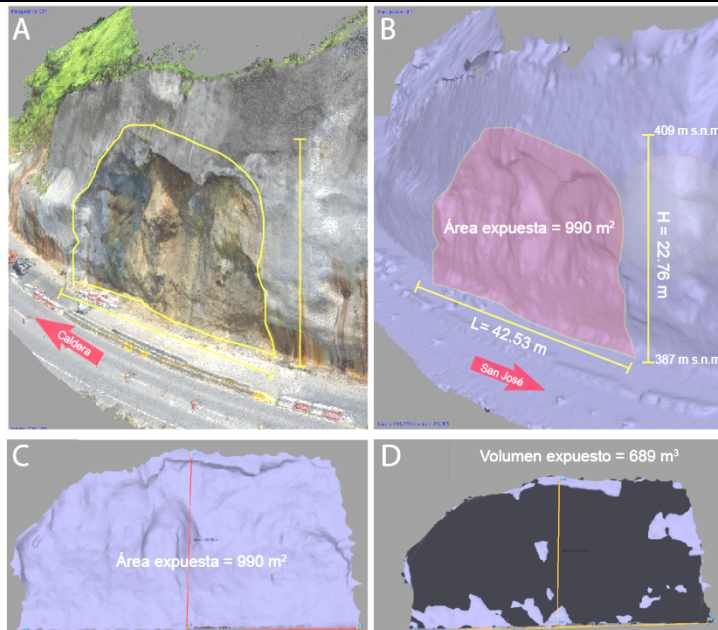 A
Caldera
B
409 m s.n.m
Área expuesta = 990 m²
H = 22.76 m
L= 42.53 m
387 m s.n.m
San José
C
Área expuesta = 990 m²
D
Volumen expuesto = 689 m³